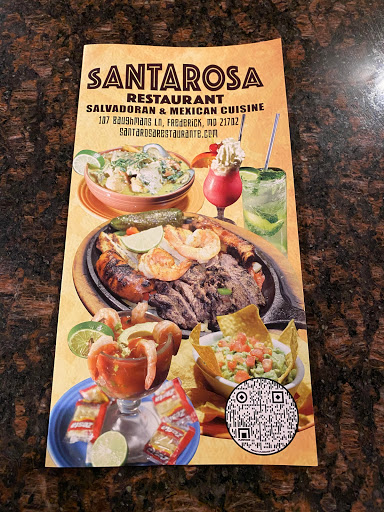 SANTAROSA
RESTAURANT
SALVADORAN & MEXICAN CUISINE
107 BAUGHMANS LN, FREDERICK, MD 21702
SANTAROSARESTAURANTE.COM